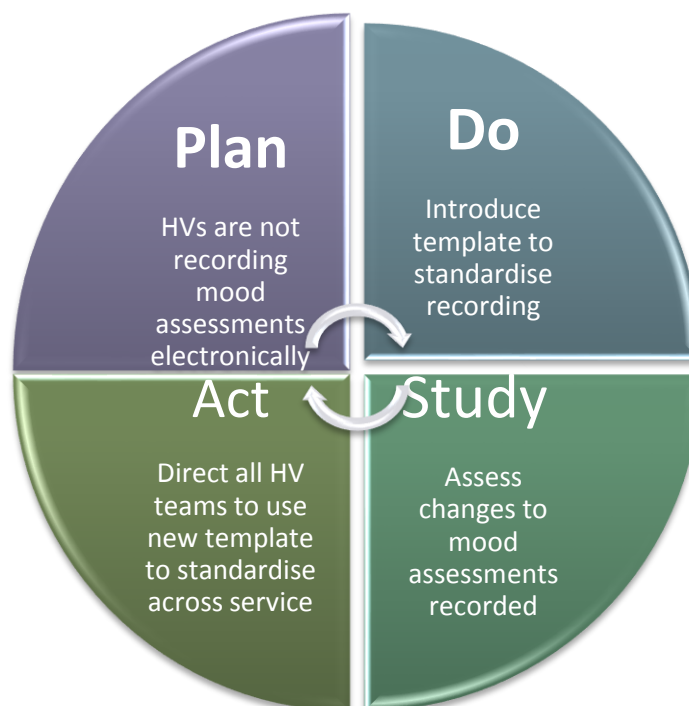 Plan
HVs are not
recording
mood
assessments
electronically
Do
Introduce
template to
standardise
recording
Act
Direct all HV
teams to use
new template
to standardise
across service
Study
Assess
changes to
mood
assessments
recorded